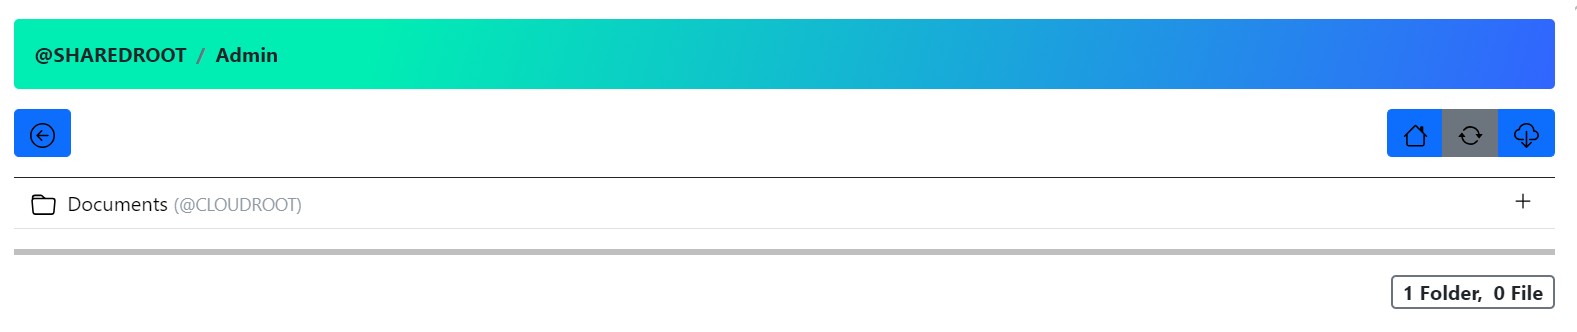 @SHAREDROOT / Admin
Documents (@CLOUDROOT)
1 Folder, 0 File